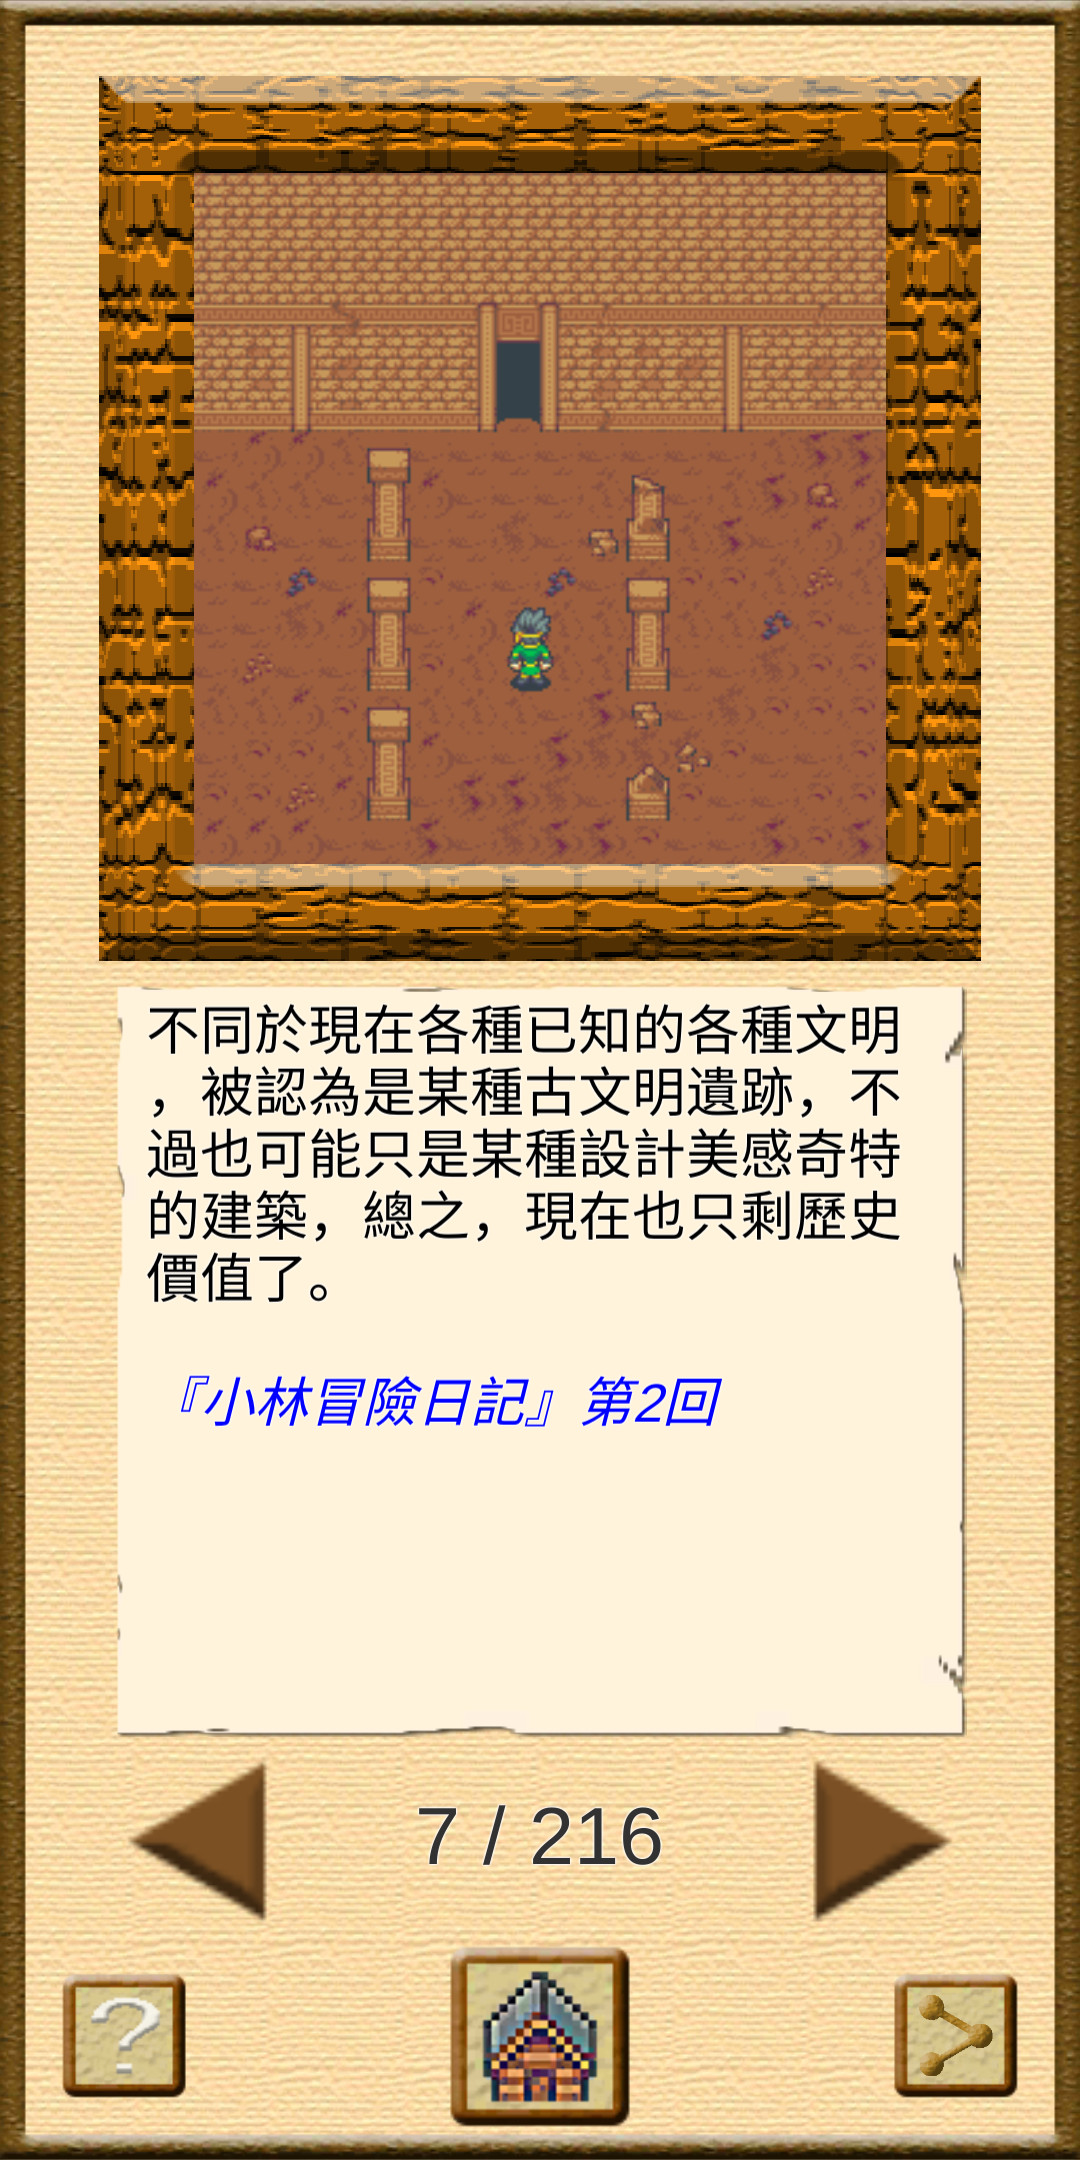 不同於現在各種已知的各種文明
，被認為是某種古文明遺跡，不
過也可能只是某種設計美感奇特
的建築，總之，現在也只剩歷史
價值了。
『小林冒險日記』第2回
7 / 216
?